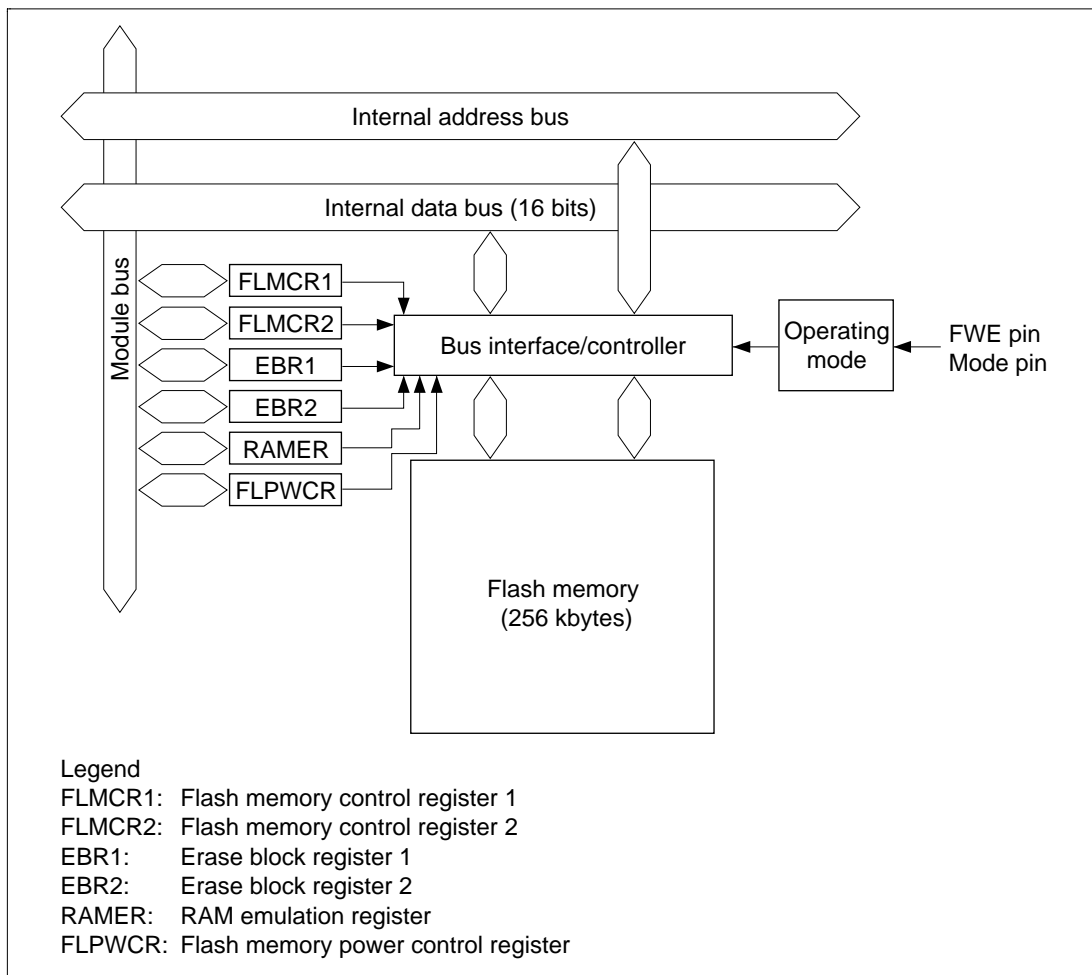 Internal address bus
Internal data bus (16 bits)
Module bus
FLMCR1
FLMCR2
EBR1
EBR2
RAMER
FLPWCR
Bus interface/controller
Operating
mode
FWE pin
Mode pin
Flash memory
(256 kbytes)
Legend
FLMCR1: Flash memory control register 1
FLMCR2: Flash memory control register 2
EBR1: Erase block register 1
EBR2: Erase block register 2
RAMER: RAM emulation register
FLPWCR: Flash memory power control register